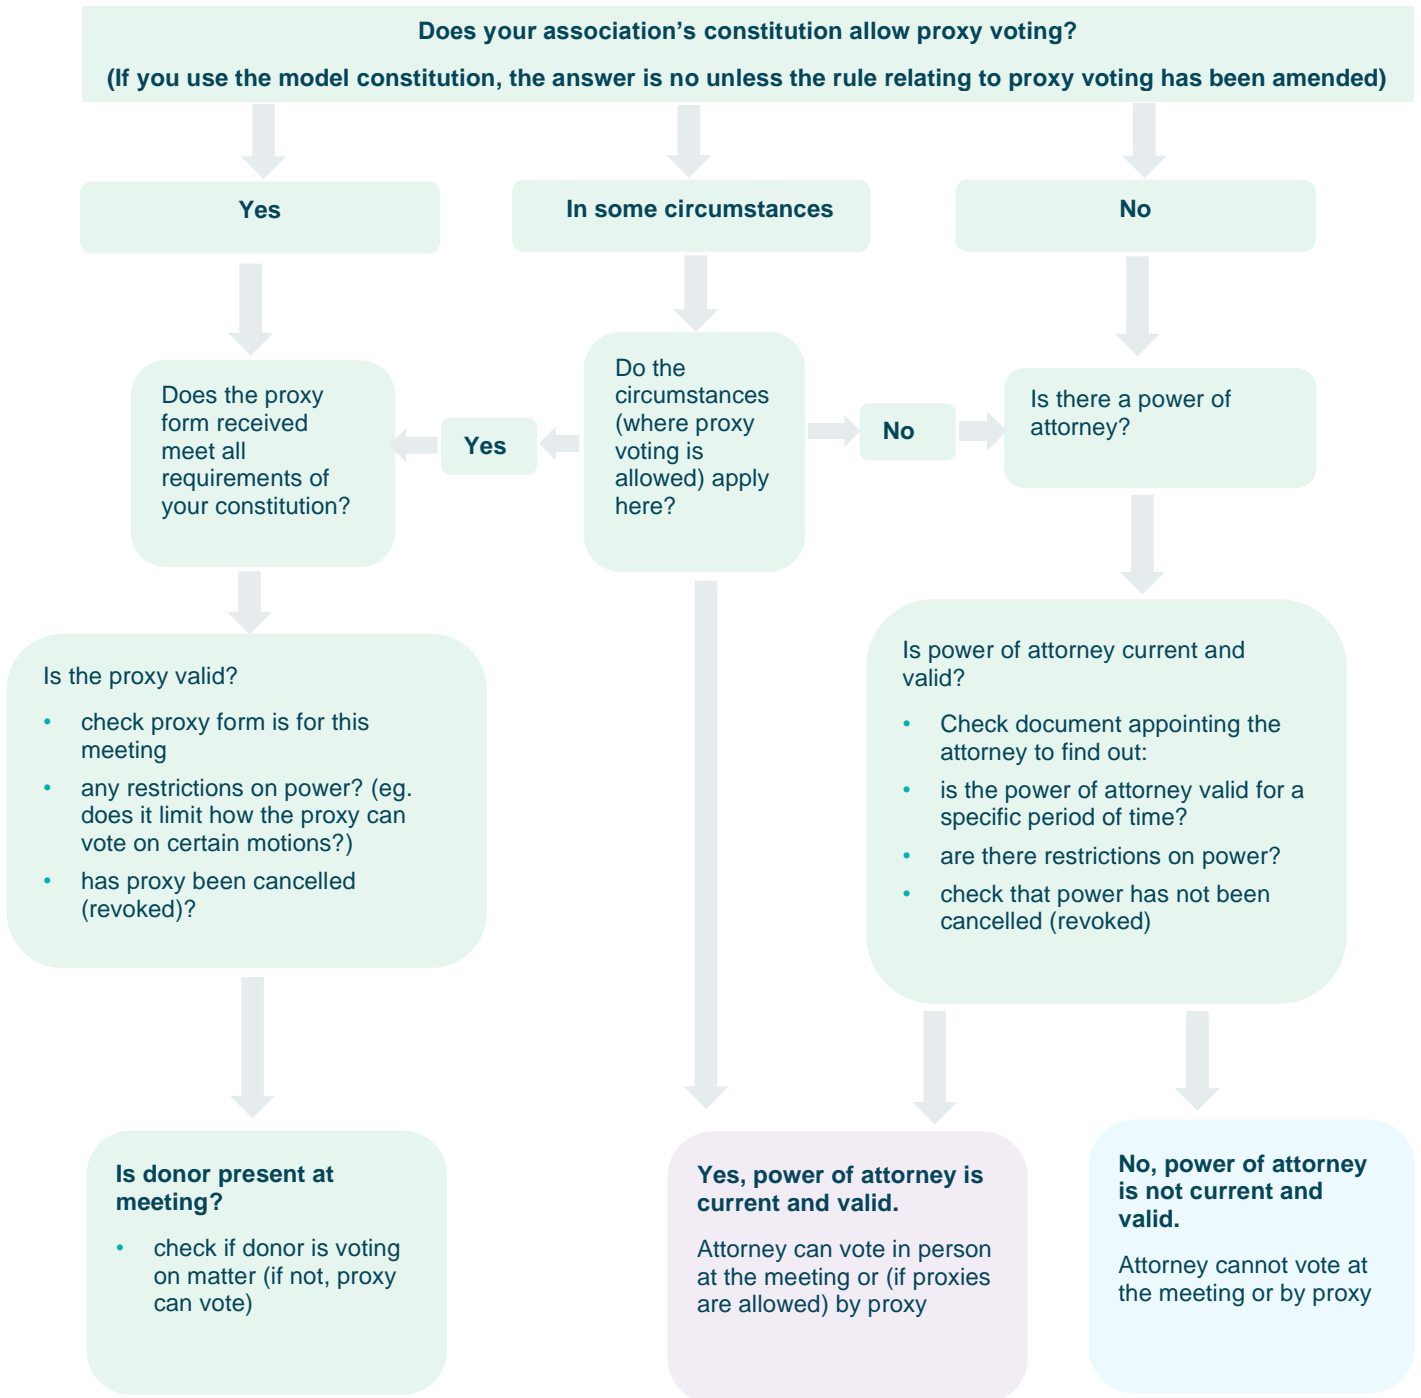 Does your association's constitution allow proxy voting?
(If you use the model constitution, the answer is no unless the rule relating to proxy voting has been amended)
Yes
In some circumstances
No
Does the proxy
form received
meet all
requirements of
your constitution?
Yes
Do the
circumstances
(where proxy
voting is
allowed) apply
here?
No
Is there a power of
attorney?
Is the proxy valid?
• check proxy form is for this
meeting
• any restrictions on power? (eg.
does it limit how the proxy can
vote on certain motions?)
• has proxy been cancelled
(revoked)?
Is power of attorney current and
valid?
• Check document appointing the
attorney to find out:
• is the power of attorney valid for a
specific period of time?
• are there restrictions on power?
• check that power has not been
cancelled (revoked)
Is donor present at
meeting?
• check if donor is voting
on matter (if not, proxy
can vote)
Yes, power of attorney is
current and valid.
Attorney can vote in person
at the meeting or (if proxies
are allowed) by proxy
No, power of attorney
is not current and
valid.
Attorney cannot vote at
the meeting or by proxy